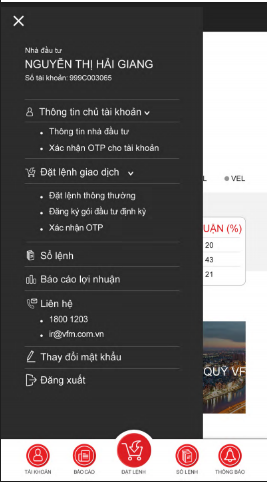 Nhà đầu tư
NGUYỄN THỊ HẢI GIANG
Số tài khoản: 999C003065
Thông tin chủ tài khoản
Thông tin nhà đầu tư
Xác nhận OTP cho tài khoản
Đặt lệnh giao dịch
Đặt lệnh thông thường
Đăng ký gói đầu tư định kỳ
Xác nhận OTP
Sổ lệnh
Báo cáo lợi nhuận
Liên hệ
1800 1203
ir@vfm.com.vn
Thay đổi mật khẩu
Đăng xuất
L VEL
UẬN (%)
20
43
21
QUỸ VF
TÀI KHOẢN BÁO CÁO ĐẶT LỆNH SỔ LỆNH THÔNG BÁO